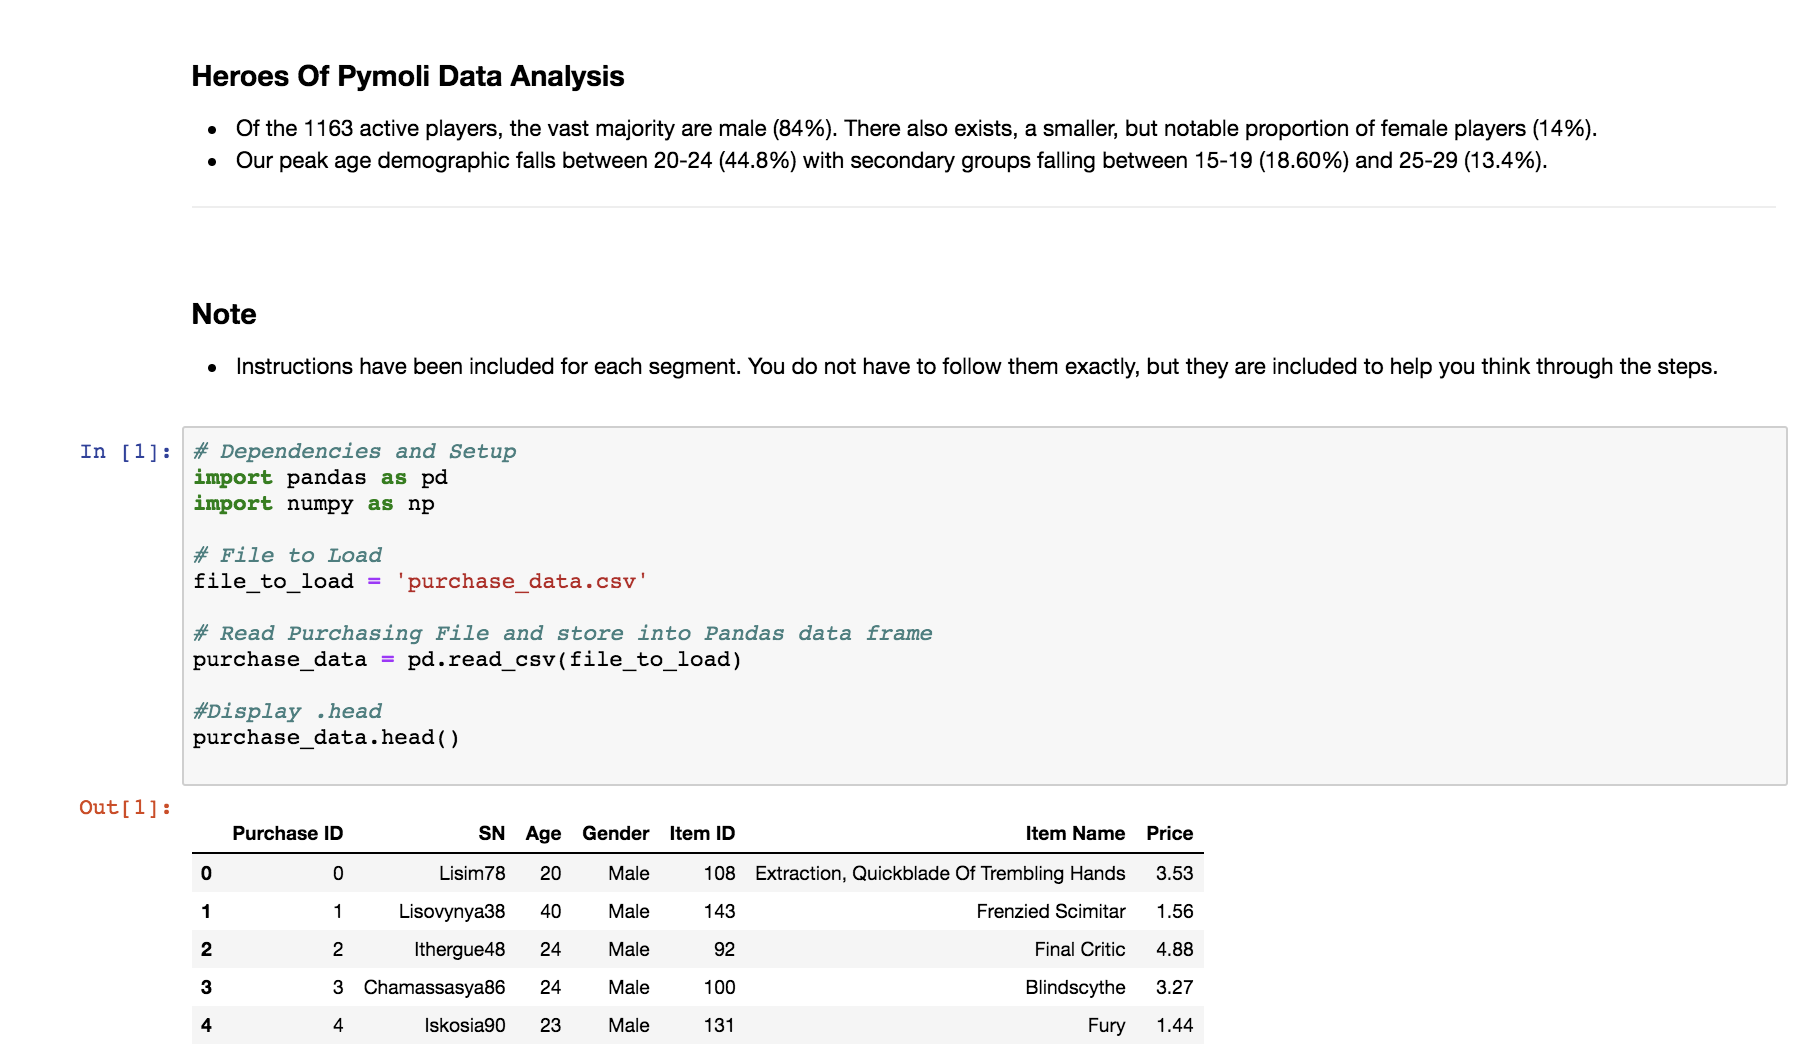 Heroes Of Pymoli Data Analysis
• Of the 1163 active players, the vast majority are male (84%). There also exists, a smaller, but notable proportion of female players (14%).
• Our peak age demographic falls between 20-24 (44.8%) with secondary groups falling between 15-19 (18.60%) and 25-29 (13.4%).
Note
• Instructions have been included for each segment. You do not have to follow them exactly, but they are included to help you think through the steps.
In [1]:
# Dependencies and Setup
import pandas as pd
import numpy as np
# File to Load
file_to_load = 'purchase_data.csv'
# Read Purchasing File and store into Pandas data frame
purchase_data = pd.read_csv(file_to_load)
#Display .head
purchase_data.head()
Out[1]:
Purchase ID SN Age Gender Item ID Item Name Price
0 0 Lisim78 20 Male 108 Extraction, Quickblade Of Trembling Hands 3.53
1 1 Lisovynya38 40 Male 143 Frenzied Scimitar 1.56
2 2 Ithergue48 24 Male 92 Final Critic 4.88
3 3 Chamassasya86 24 Male 100 Blindscythe 3.27
4 4 Iskosia90 23 Male 131 Fury 1.44